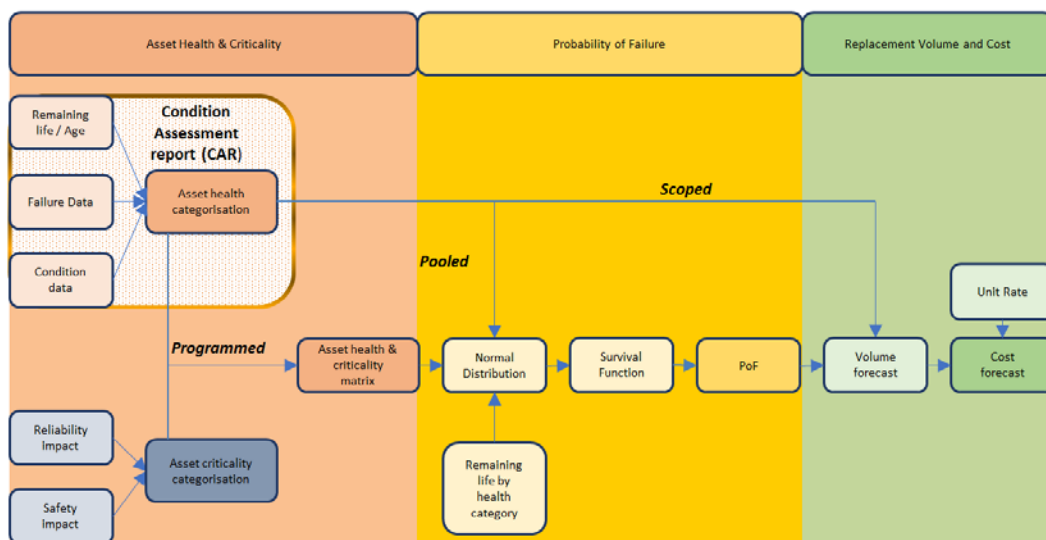 Asset Health & Criticality
Probability of Failure
Replacement Volume and Cost
Remaining
life / Age
Condition
Assessment
report (CAR)
Failure Data
Asset health
categorisation
Scoped
Pooled
Condition
data
Unit Rate
Programmed
Asset health &
criticality
matrix
Normal
Distribution
Survival
Function
PoF
Volume
forecast
Cost
forecast
Reliability
Impact
Asset criticality
categorisation
Safety
Impact
Remaining
life by
health
category